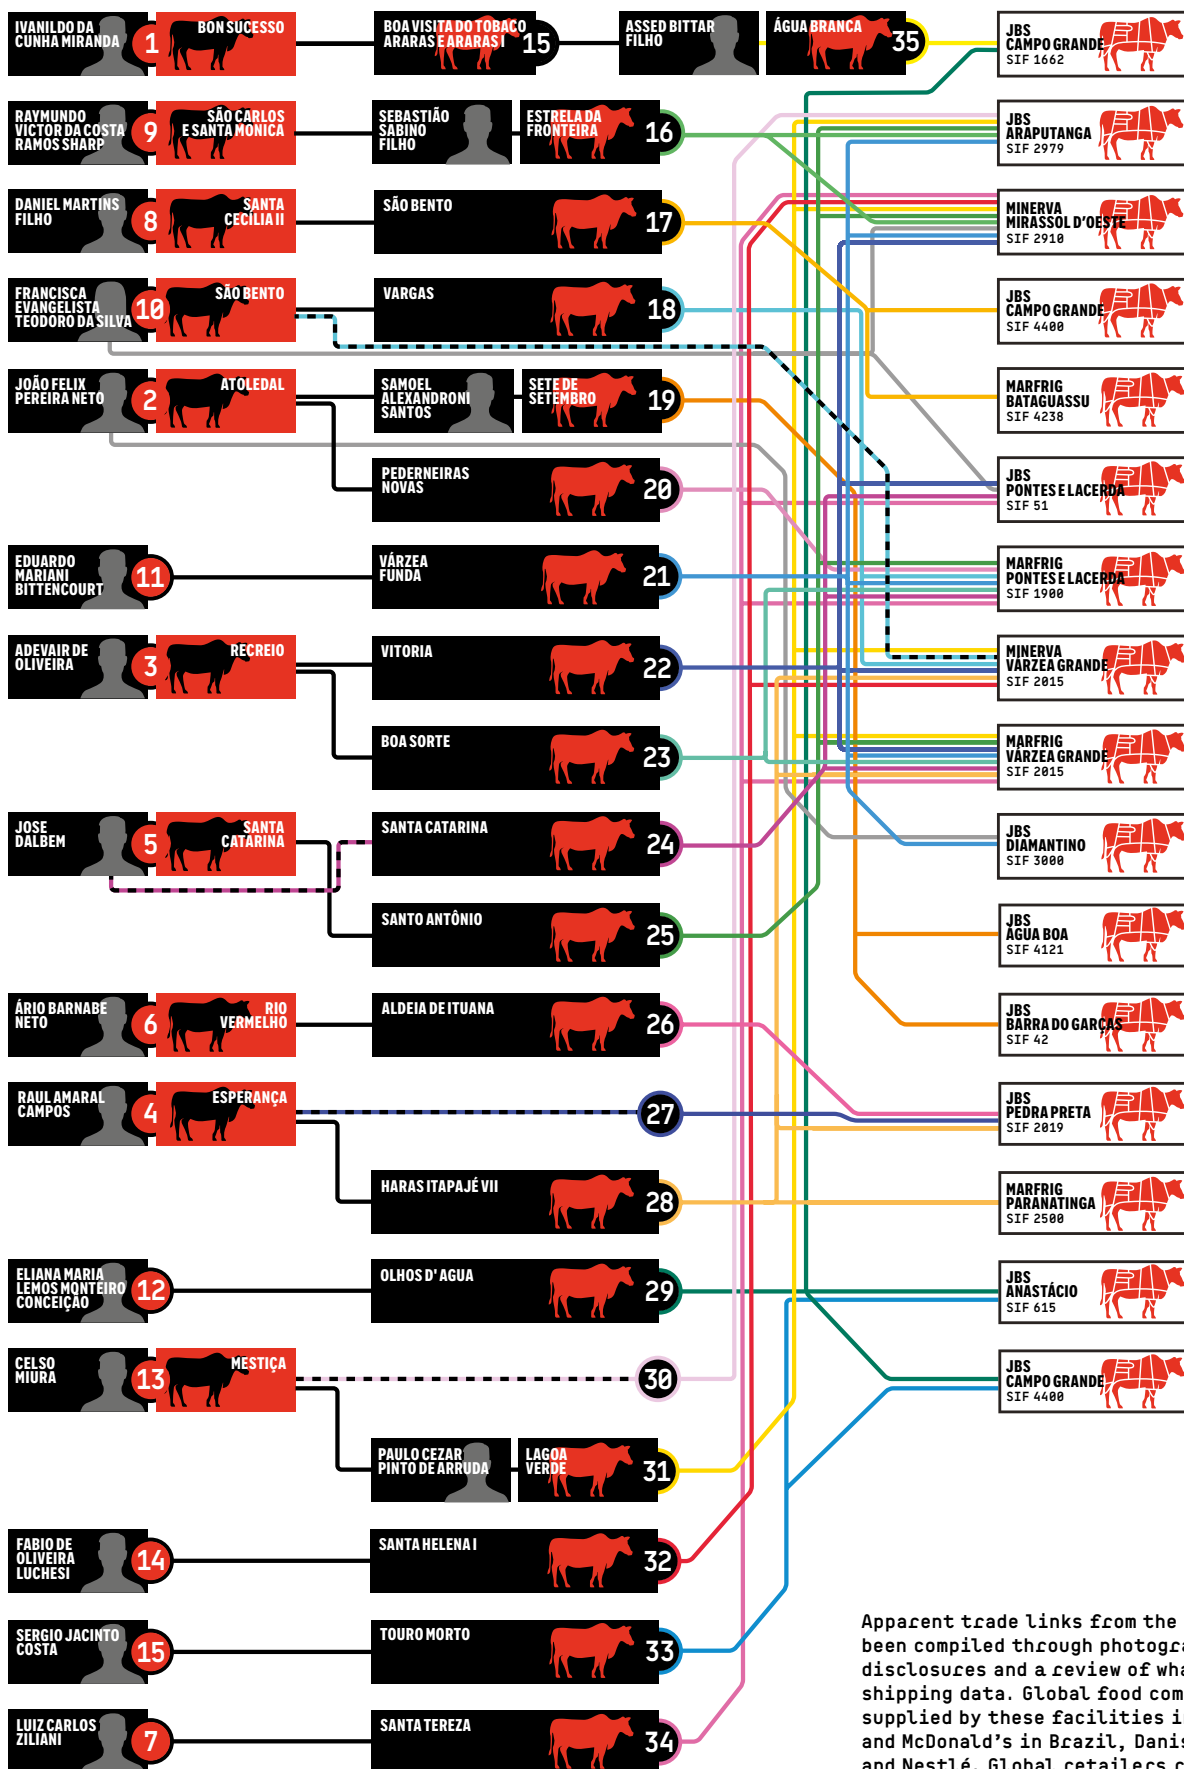 IVANILDO DA
CUNHA MIRANDA
1
BON SUCESSO
BOA VISITA DO TOBACO
ARARAS E ARARAS I
15
ASSED BITTAR
FILHO
ÁGUA BRANCA
35
JBS
CAMPO GRANDE
SIF 1662
RAYMUNDO
VICTOR DA COSTA
RAMOS SHARP
9
SÃO CARLOS
E SANTA MONICA
SEBASTIÃO
SABINO
FILHO
ESTRELA DA
FRONTEIRA
16
JBS
ARAPUTANGA
SIF 2979
DANIEL MARTINS
FILHO
8
SANTA
CECÍLIA II
SÃO BENTO
17
MINERVA
MIRASSOL D'OESTE
SIF 2910
FRANCISCA
EVANGELISTA
TEODORO DA SILVA
10
SÃO BENTO
VARGAS
18
JBS
CAMPO GRANDE
SIF 4400
JOÃO FELIX
PEREIRA NETO
2
ATOLEDAL
SAMOEL
ALEXANDRONI
SANTOS
SETE DE
SETEMBRO
19
MARFRIG
BATAGUASSU
SIF 4238
PEDERNEIRAS
NOVAS
20
JBS
PONTES E LACERDA
SIF 51
EDUARDO
MARIANI
BITTENCOURT
11
VÁRZEA
FUNDA
21
MARFRIG
PONTES E LACERDA
SIF 1900
ADEVAIR DE
OLIVEIRA
3
RECREIO
VITORIA
22
MINERVA
VÁRZEA GRANDE
SIF 2015
BOA SORTE
23
MARFRIG
VÁRZEA GRANDE
SIF 2015
JOSE
DALBEM
5
SANTA
CATARINA
SANTA CATARINA
24
JBS
DIAMANTINO
SIF 3000
SANTO ANTÔNIO
25
JBS
ÁGUA BOA
SIF 4121
ÁRIO BARNABE
NETO
6
RIO
VERMELHO
ALDEIA DE ITUANA
26
JBS
BARRA DO GARÇAS
SIF 42
RAUL AMARAL
CAMPOS
4
ESPERANÇA
27
JBS
PEDRA PRETA
SIF 2019
HARAS ITAPAJÉ VII
28
MARFRIG
PARANATINGA
SIF 2500
ELIANA MARIA
LEMOS MONTEIRO
CONCEIÇÃO
12
OLHOS D' AGUA
29
JBS
ANASTÁCIO
SIF 615
CELSO
MIURA
13
MESTIÇA
30
JBS
CAMPO GRANDE
SIF 4400
PAULO CEZAR
PINTO DE ARRUDA
LAGOA
VERDE
31
FABIO DE
OLIVEIRA
LUCHESI
14
SANTA HELENA I
32
SERGIO JACINTO
COSTA
15
TOURO MORTO
33
LUIZ CARLOS
ZILIANI
7
SANTA TEREZA
34
Apparent trade links from the
been compiled through photogra
disclosures and a review of wha
shipping data. Global food com
supplied by these facilities i
and McDonald's in Brazil, Danis
and Nestlé. Global retailers c